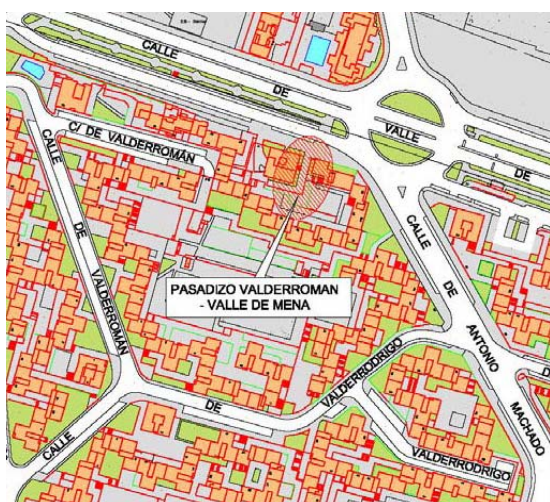 CALLE
DE
VALLE
DE
C/ DE VALDERROMÁN
CALLE
DE
VALDERROMÁN
CALLE
DE
ANTONIO
MACHADO
PASADIZO VALDERROMAN
- VALLE DE MENA
CALLE
DE
VALDERRODRIGO
VALDERRODRIGO
D